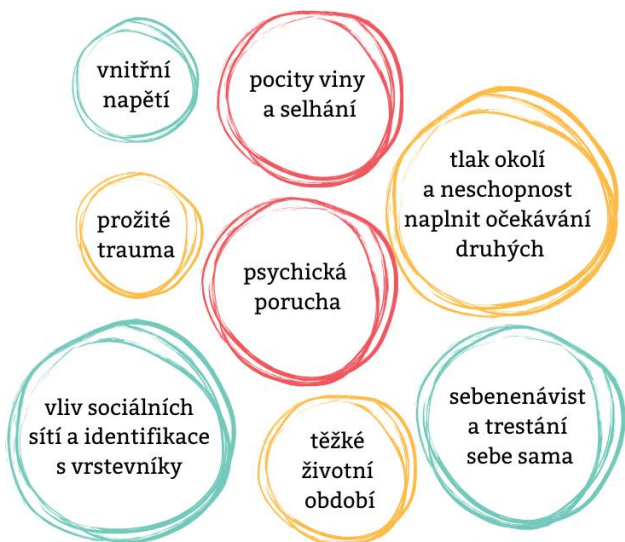 vnitřní
napětí
pocity viny
a selhání
tlak okolí
a neschopnost
naplnit očekávání
druhých
prožité
trauma
psychická
porucha
vliv sociálních
sítí a identifikace
s vrstevníky
těžké
životní
období
sebenenávist
a trestání
sebe sama